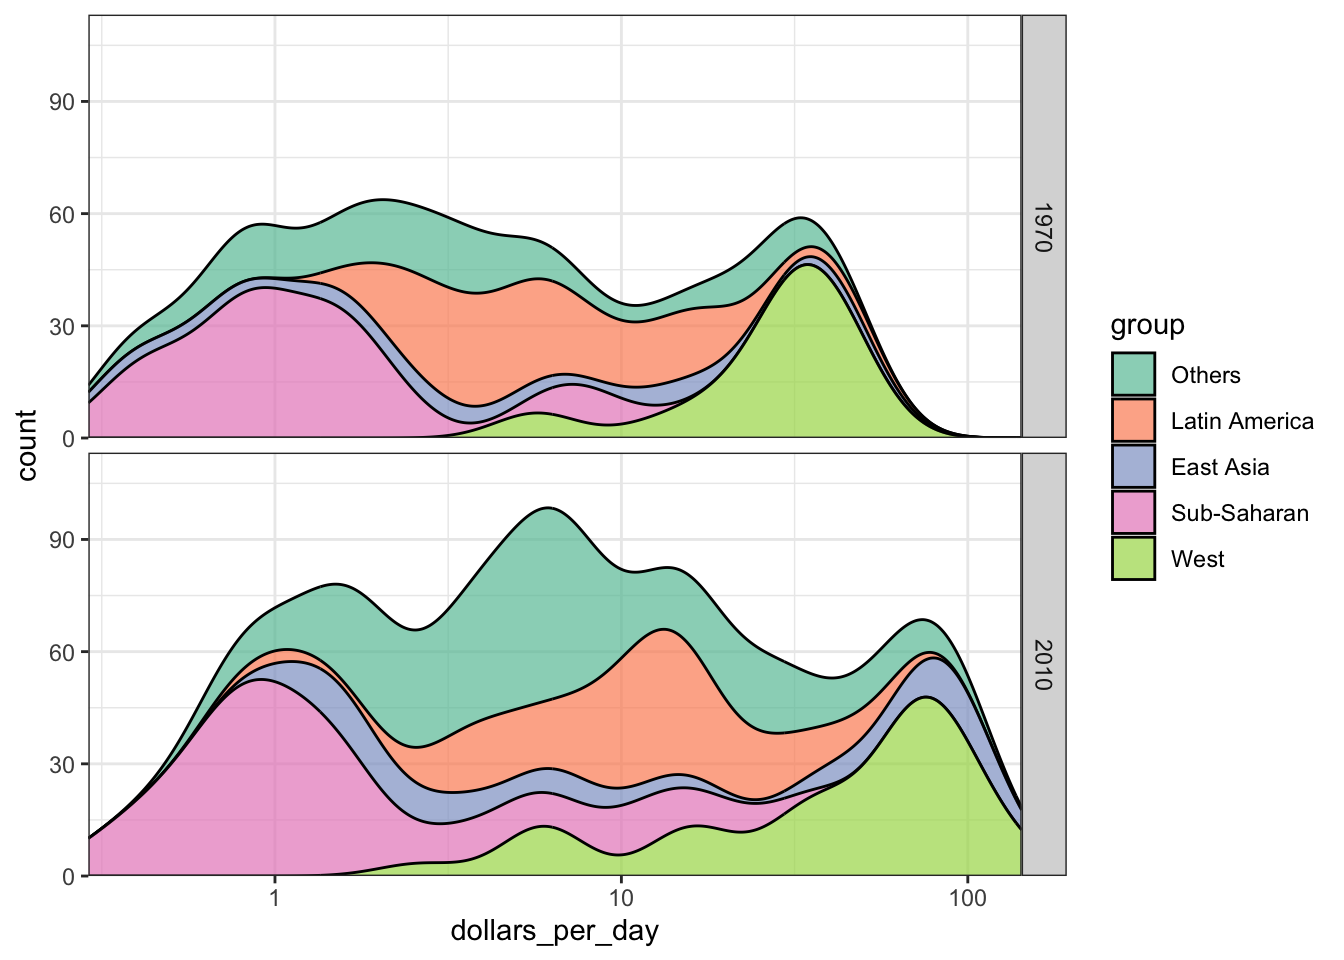 90
60
30
0
1970
90
60
30
0
2010
1
10
100
dollars_per_day
count
group
Others
Latin America
East Asia
Sub-Saharan
West